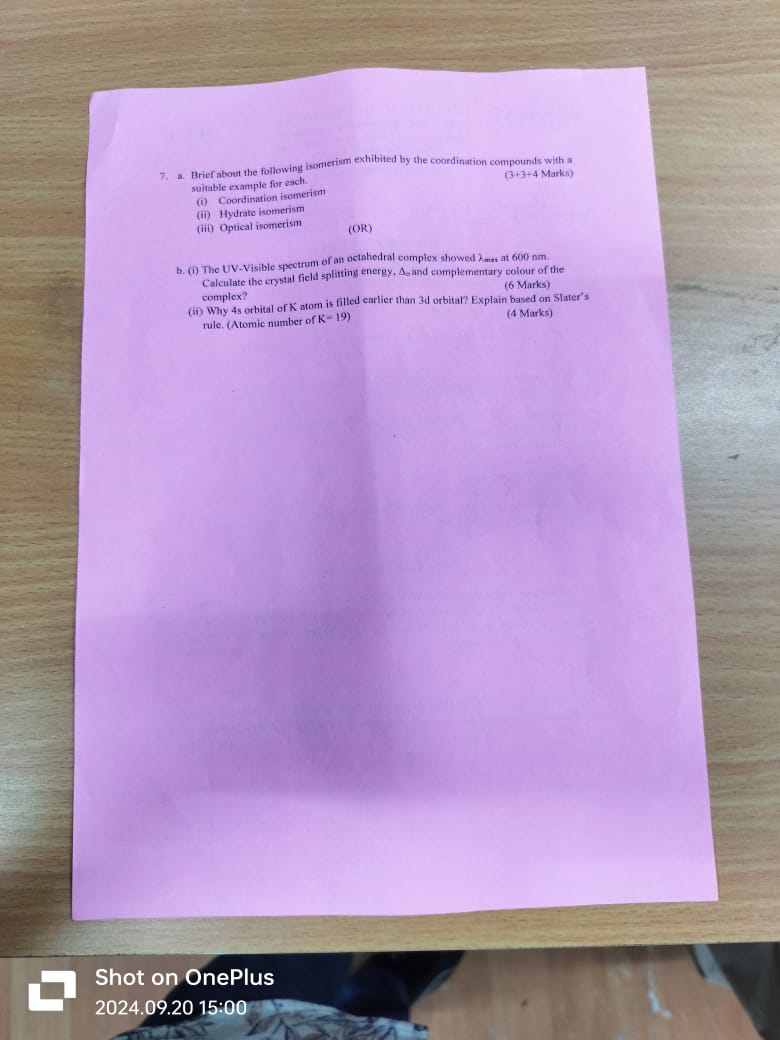 7. a. Brief about the following isomerism exhibited by the coordination compounds with a
suitable example for each. (3+3+4 Marks)
(i) Coordination isomerism
(ii) Hydrate isomerism
(iii) Optical isomerism
(OR)
b. (i) The UV-Visible spectrum of an octahedral complex showed λmax at 600 nm.
Calculate the crystal field splitting energy, Δo and complementary colour of the
complex? (6 Marks)
(ii) Why 4s orbital of K atom is filled earlier than 3d orbital? Explain based on Slater's
rule. (Atomic number of K= 19) (4 Marks)
Shot on OnePlus
2024.09.20 15:00